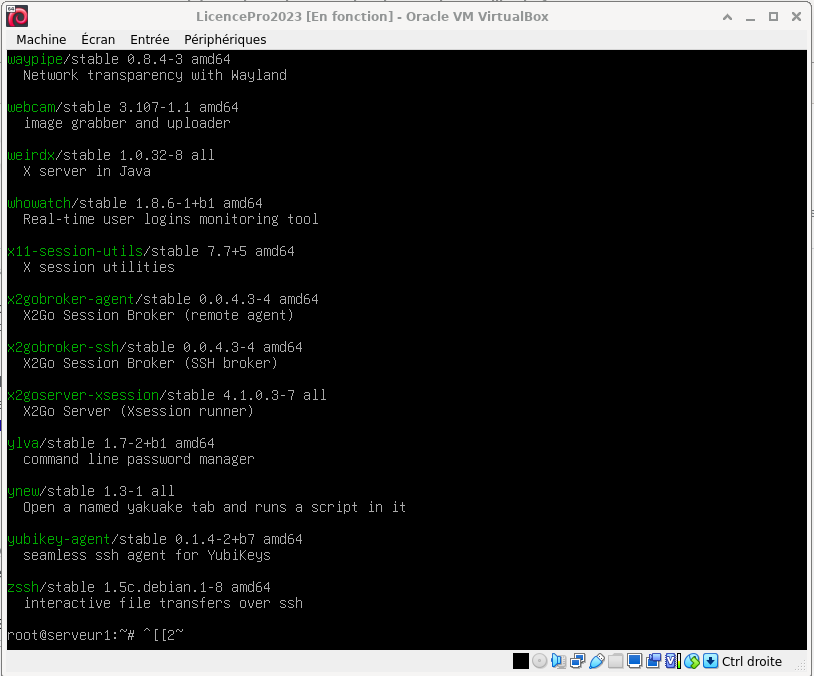 LicencePro2023 [En fonction] - Oracle VM VirtualBox
Machine Écran Entrée Périphériques
waypipe/stable 0.8.4-3 amd64
Network transparency with Wayland
webcam/stable 3.107-1.1 amd64
image grabber and uploader
weirdx/stable 1.0.32-8 all
X server in Java
whowatch/stable 1.8.6-1+b1 amd64
Real-time user logins monitoring tool
x11-session-utils/stable 7.7+5 amd64
X session utilities
x2gobroker-agent/stable 0.0.4.3-4 amd64
X2Go Session Broker (remote agent)
x2gobroker-ssh/stable 0.0.4.3-4 amd64
X2Go Session Broker (SSH broker)
x2goserver-xsession/stable 4.1.0.3-7 all
X2Go Server (Xsession runner)
ylva/stable 1.7-2+b1 amd64
command line password manager
ynew/stable 1.3-1 all
Open a named yakuake tab and runs a script in it
yubikey-agent/stable 0.1.4-2+b7 amd64
seamless ssh agent for YubiKeys
zssh/stable 1.5c.debian.1-8 amd64
interactive file transfers over ssh
root@serveur1:~# ^[[2~
Ctrl droite